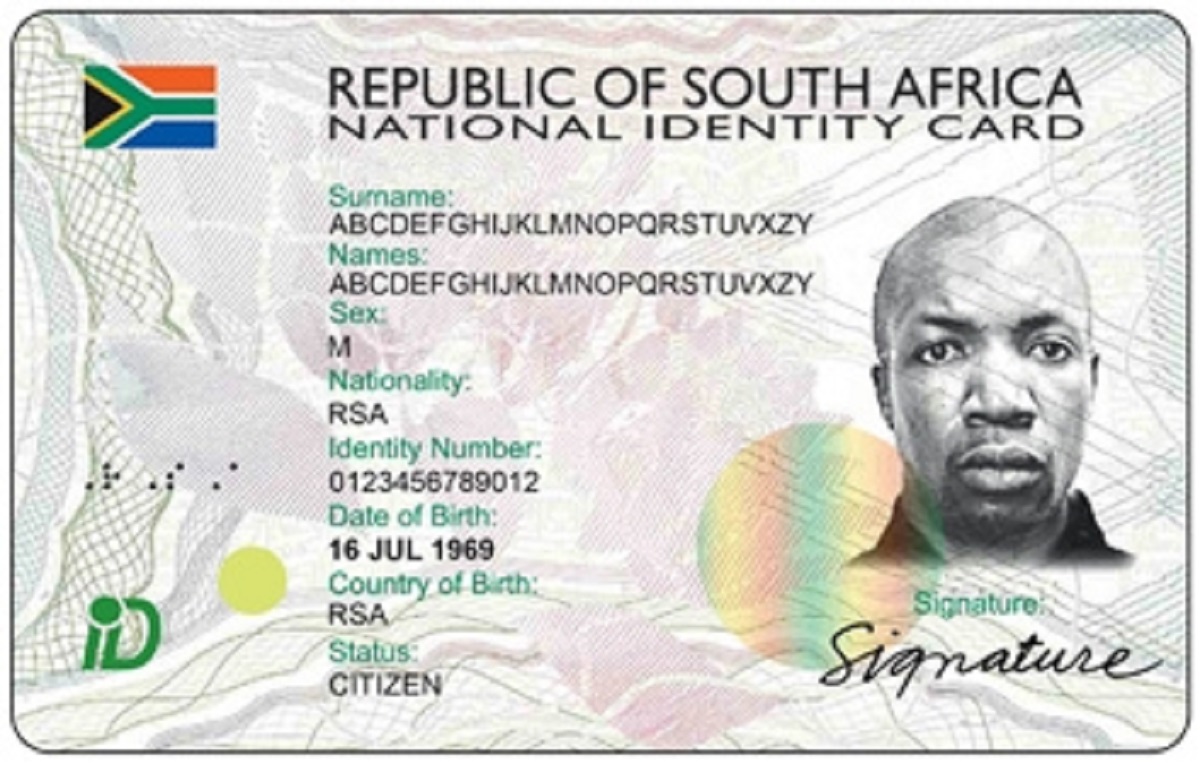 REPUBLIC OF SOUTH AFRICA
NATIONAL IDENTITY CARD
Surname:
ABCDEFGHIJKLMNOPQRSTUVXZY
Names:
ABCDEFGHIJKLMNOPQRSTUVXZY
Sex:
M
Nationality:
RSA
Identity Number:
0123456789012
Date of Birth:
16 JUL 1969
Country of Birth:
RSA
Status:
CITIZEN
iD
Signature:
Signature